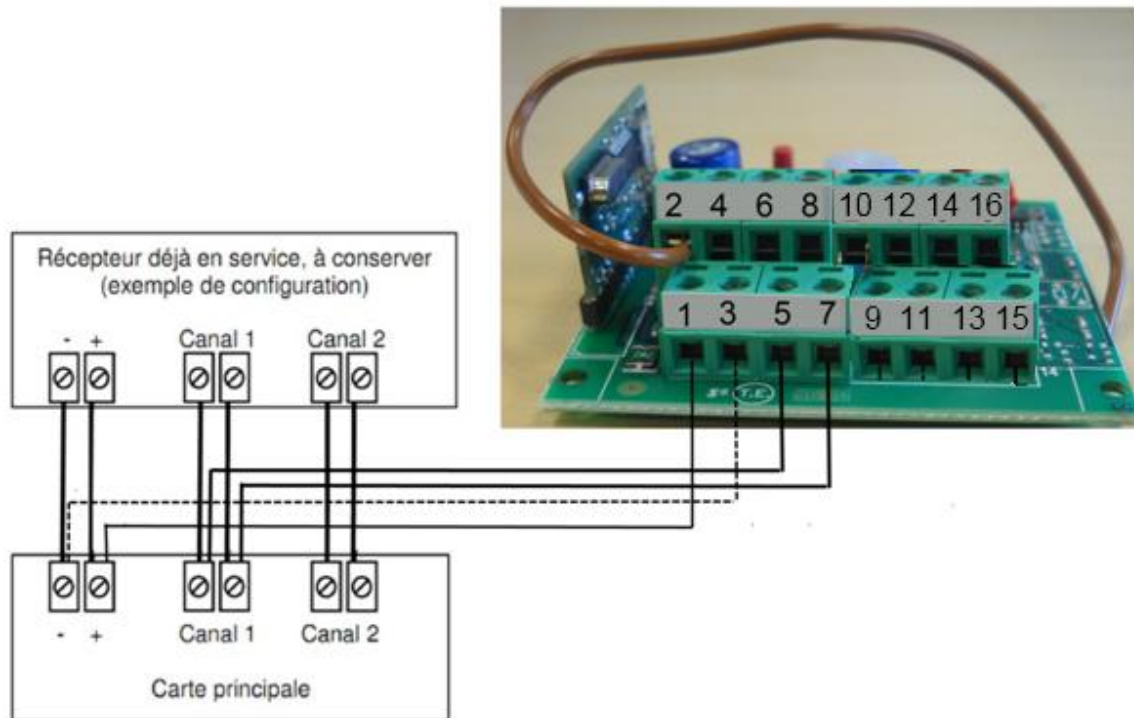 2 4 6 8 10 12 14 16
1 3 5 7 9 11 13 15
T.E.
14
Récepteur déjà en service, à conserver
(exemple de configuration)
- + Canal 1 Canal 2
- + Canal 1 Canal 2
Carte principale